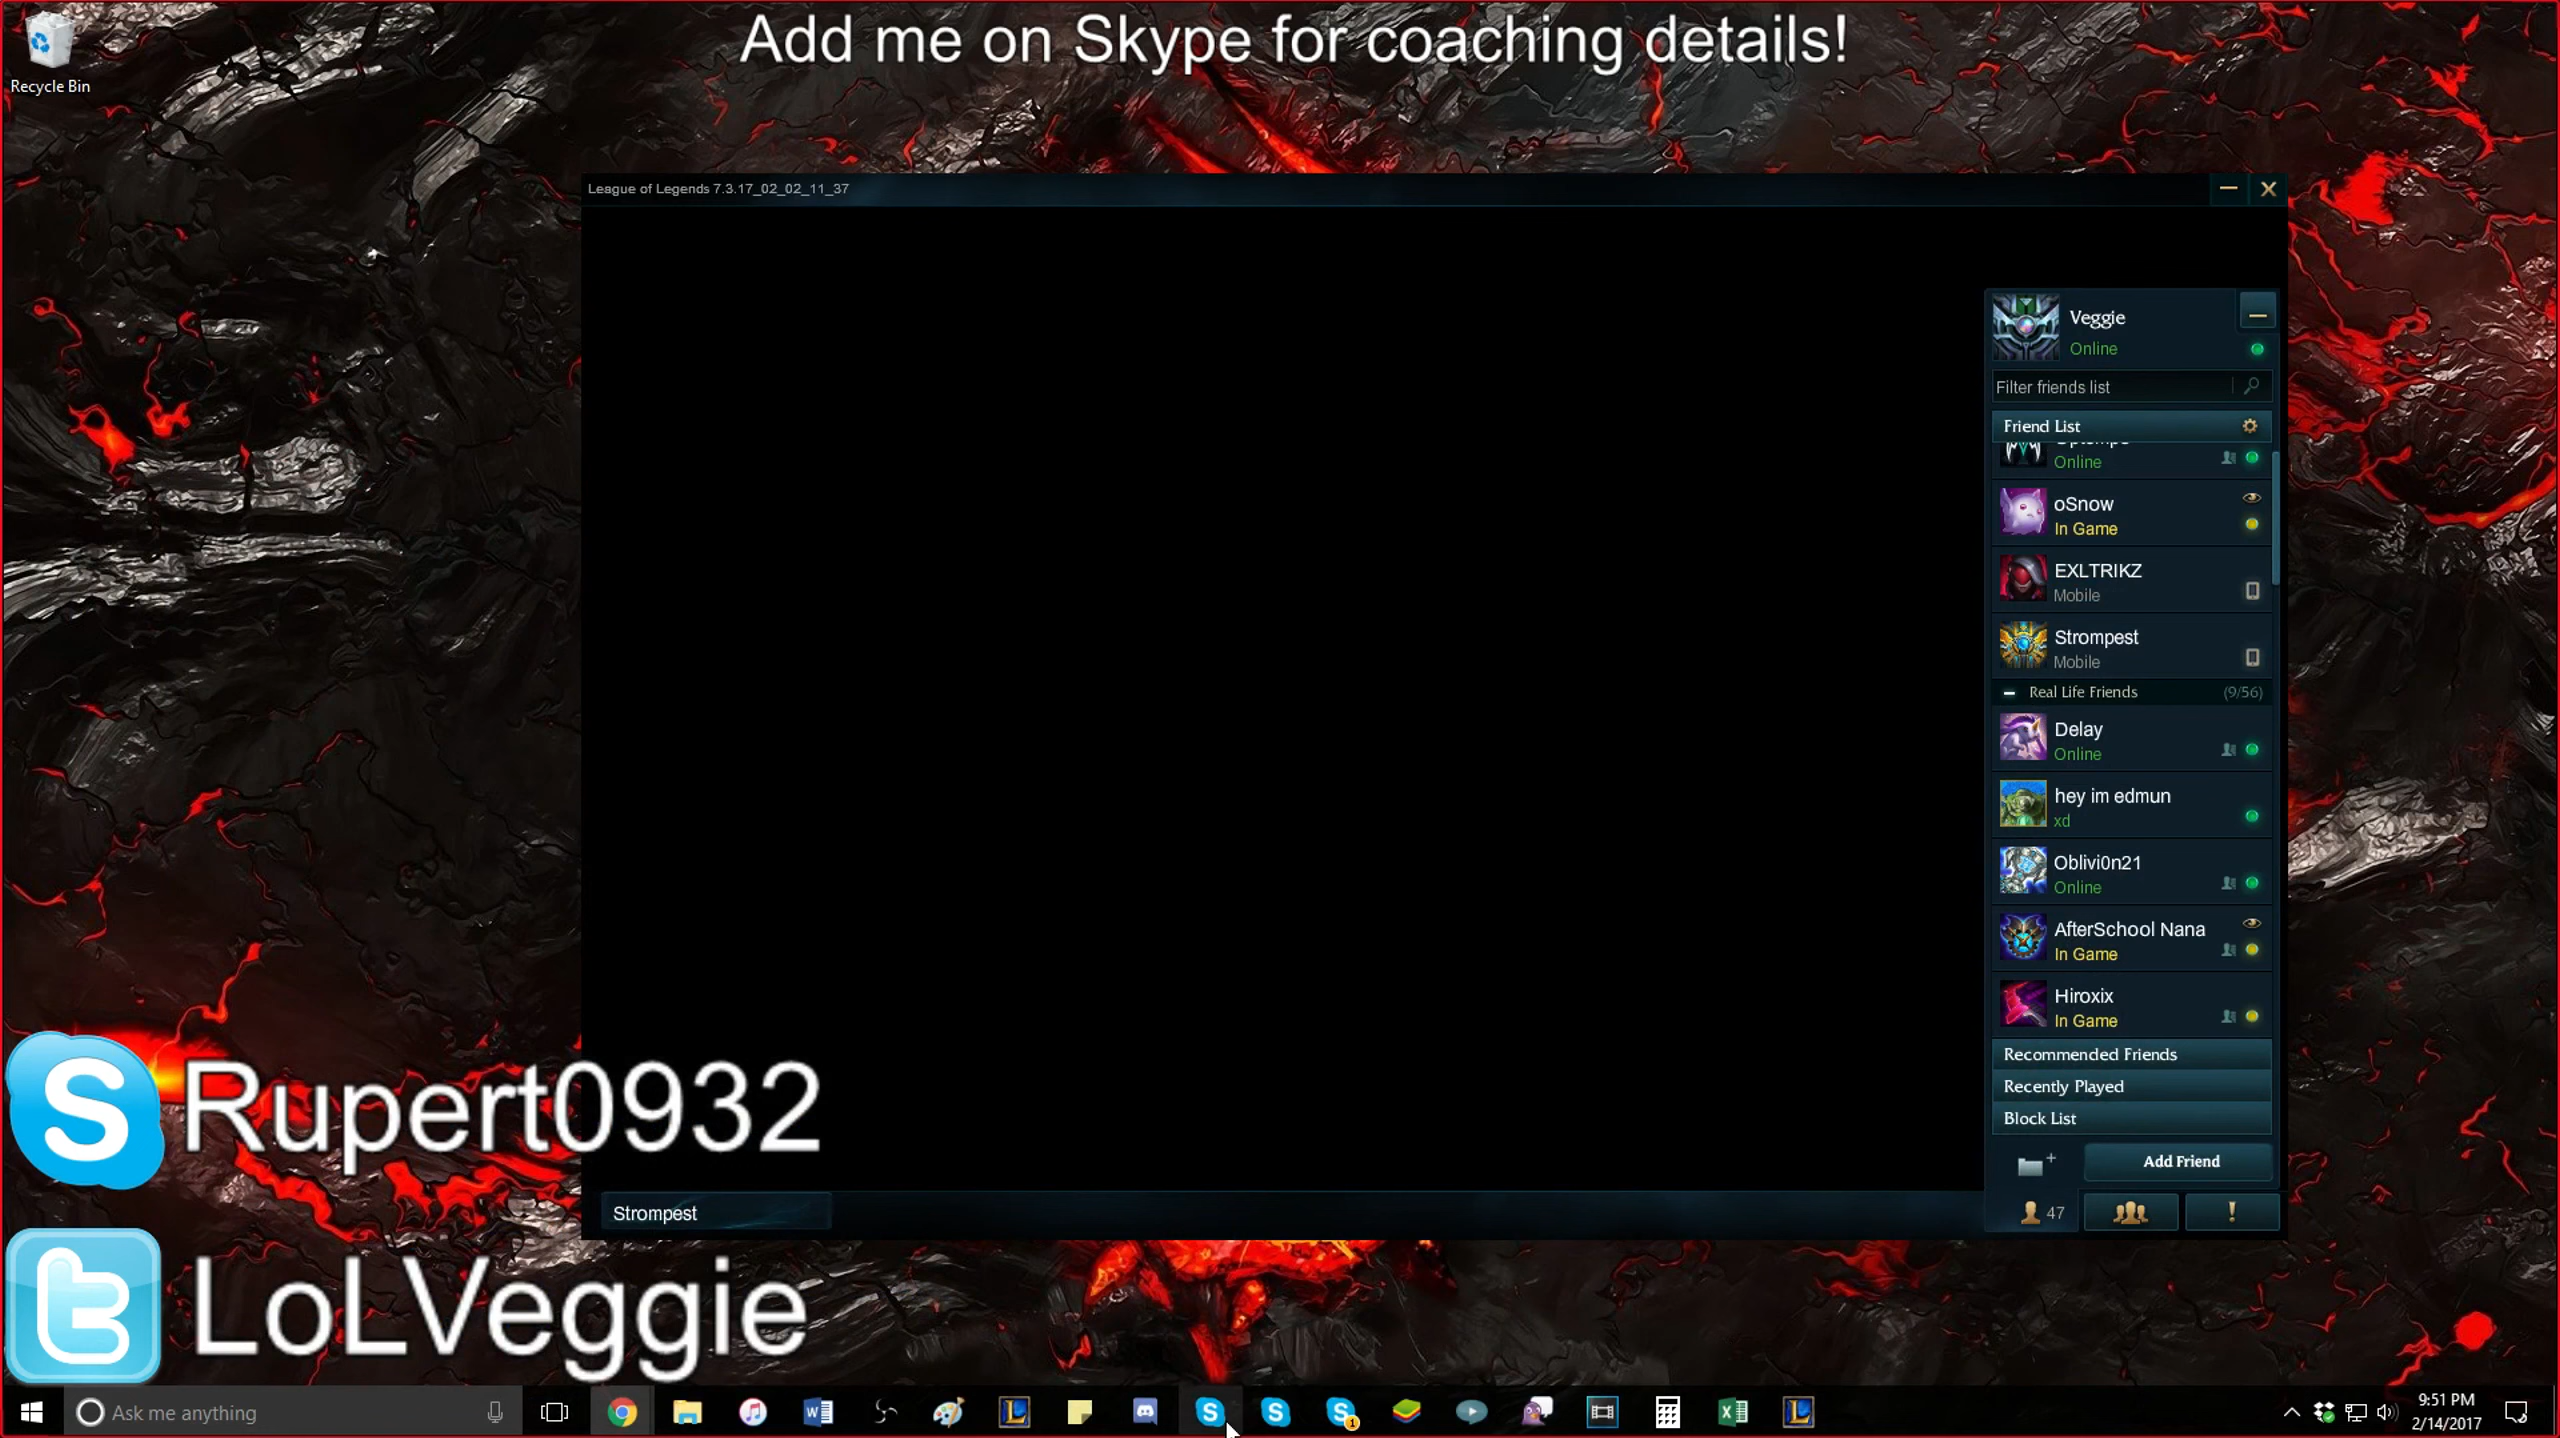 Add me on Skype for coaching details!
Recycle Bin
League of Legends 7.3.17_02_02_11_37
Veggie
Online
Filter friends list
Friend List
Online
oSnow
In Game
EXLTRIKZ
Mobile
Strompest
Mobile
Real Life Friends (9/56)
Delay
Online
hey im edmun
xd
Oblivi0n21
Online
AfterSchool Nana
In Game
Hiroxix
In Game
Recommended Friends
Recently Played
Block List
Add Friend
47
Strompest
Rupert0932
LoLVeggie
Ask me anything
1
9:51 PM
2/14/2017